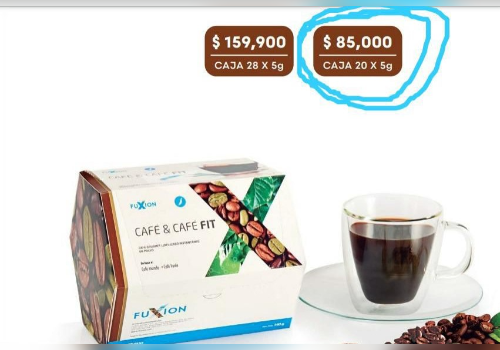 $ 159,900
CAJA 28 X 5g
$ 85,000
CAJA 20 X 5g
FUXION
CAFE & CAFE FIT
FUXION